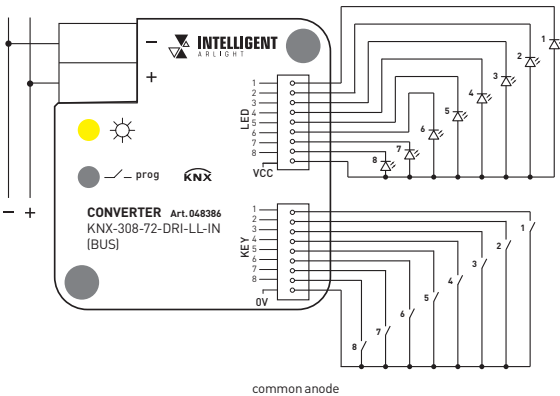 INTELLIGENT
ARLIGHT
−
+
LED
1
2
3
4
5
6
7
8
VCC
prog
KNX
− +
CONVERTER Art.048386
KNX-308-72-DRI-LL-IN
(BUS)
KEY
1
2
3
4
5
6
7
8
0V
1
2
3
4
5
6
7
8
1
2
3
4
5
6
7
8
common anode